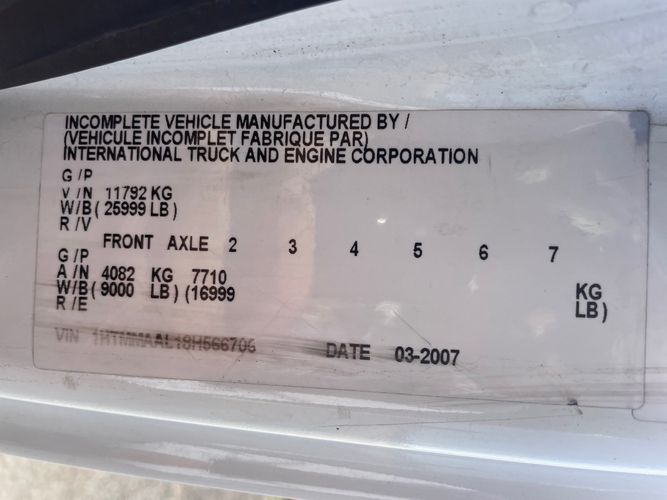 INCOMPLETE VEHICLE MANUFACTURED BY /
(VEHICULE INCOMPLET FABRIQUE PAR)
INTERNATIONAL TRUCK AND ENGINE CORPORATION
G / P
V / N 11792 KG
W/B( 25999 LB)
R / V
FRONT AXLE 2 3 4 5 6 7
G / P
A / N 4082 KG 7710 KG
W/B( 9000 LB) (16999 LB)
R / E
VIN 1HTMMAAL18H566706 DATE 03-2007